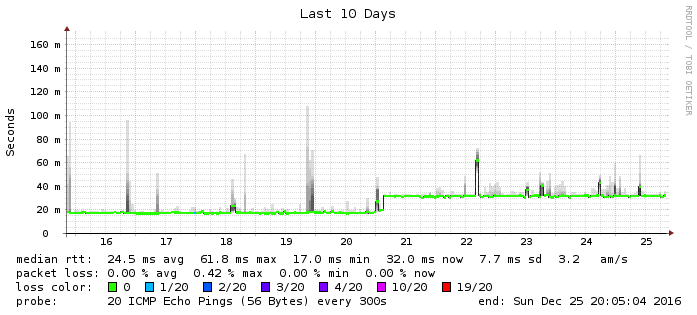 Last 10 Days
RRDTOOL / TOBI OETIKER
Seconds
160 m
140 m
120 m
100 m
80 m
60 m
40 m
20 m
0
16 17 18 19 20 21 22 23 24 25
median rtt: 24.5 ms avg 61.8 ms max 17.0 ms min 32.0 ms now 7.7 ms sd 3.2 am/s
packet loss: 0.00 % avg 0.42 % max 0.00 % min 0.00 % now
loss color: 0 1/20 2/20 3/20 4/20 10/20 19/20
probe: 20 ICMP Echo Pings (56 Bytes) every 300s end: Sun Dec 25 20:05:04 2016